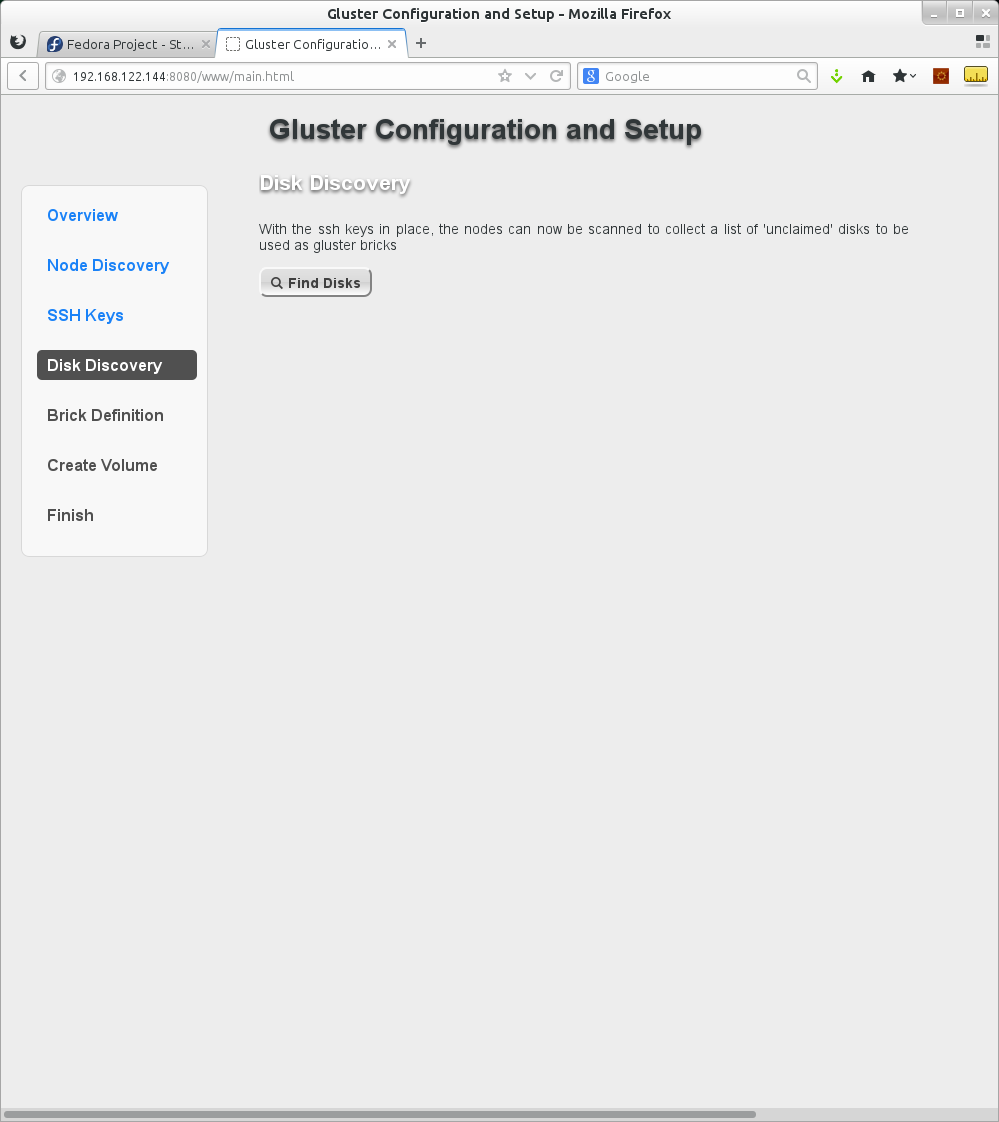 Gluster Configuration and Setup - Mozilla Firefox
Fedora Project - St...
Gluster Configuratio...
192.168.122.144:8080/www/main.html
Google
Gluster Configuration and Setup
Overview
Node Discovery
SSH Keys
Disk Discovery
Brick Definition
Create Volume
Finish
Disk Discovery
With the ssh keys in place, the nodes can now be scanned to collect a list of 'unclaimed' disks to be
used as gluster bricks
Find Disks